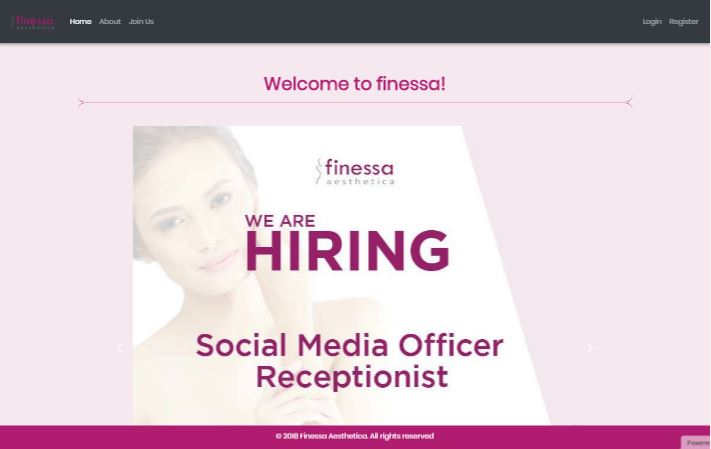 finessa
aesthetica
Home About Join Us
Login Register
Welcome to finessa!
finessa
aesthetica
WE ARE
HIRING
Social Media Officer
Receptionist
© 2018 Finessa Aesthetica. All rights reserved